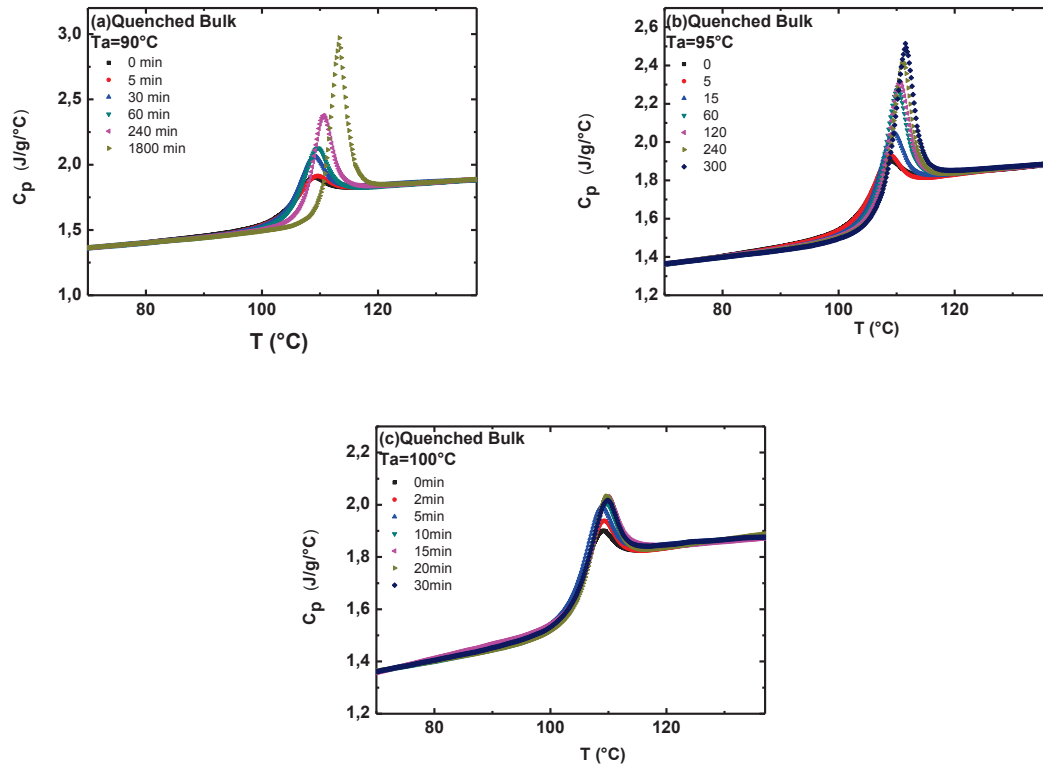 (a)Quenched Bulk
Ta=90°C
0 min
5 min
30 min
60 min
240 min
1800 min
3,0
2,5
2,0
1,5
1,0
Cp (J/g/°C)
80
100
120
T (°C)
(b)Quenched Bulk
Ta=95°C
0
5
15
60
120
240
300
2,6
2,4
2,2
2,0
1,8
1,6
1,4
1,2
Cp (J/g/°C)
80
100
120
T (°C)
(c)Quenched Bulk
Ta=100°C
0min
2min
5min
10min
15min
20min
30min
2,2
2,0
1,8
1,6
1,4
1,2
Cp (J/g/°C)
80
100
120
T (°C)